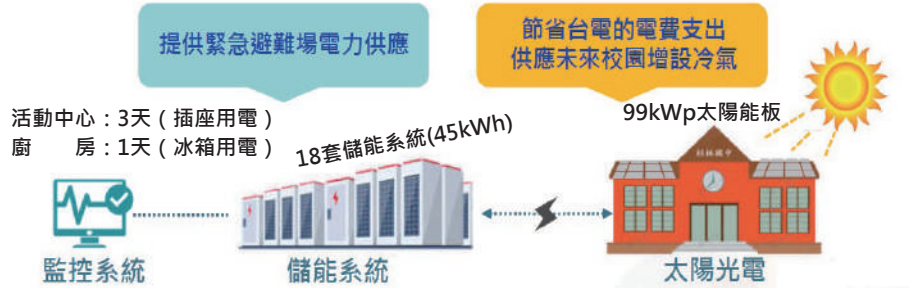 提供緊急避難場電力供應
節省台電的電費支出
供應未來校園增設冷氣
活動中心：3天（插座用電）
廚　　房：1天（冰箱用電）
18套儲能系統(45kWh)
99kWp太陽能板
監控系統
儲能系統
太陽光電